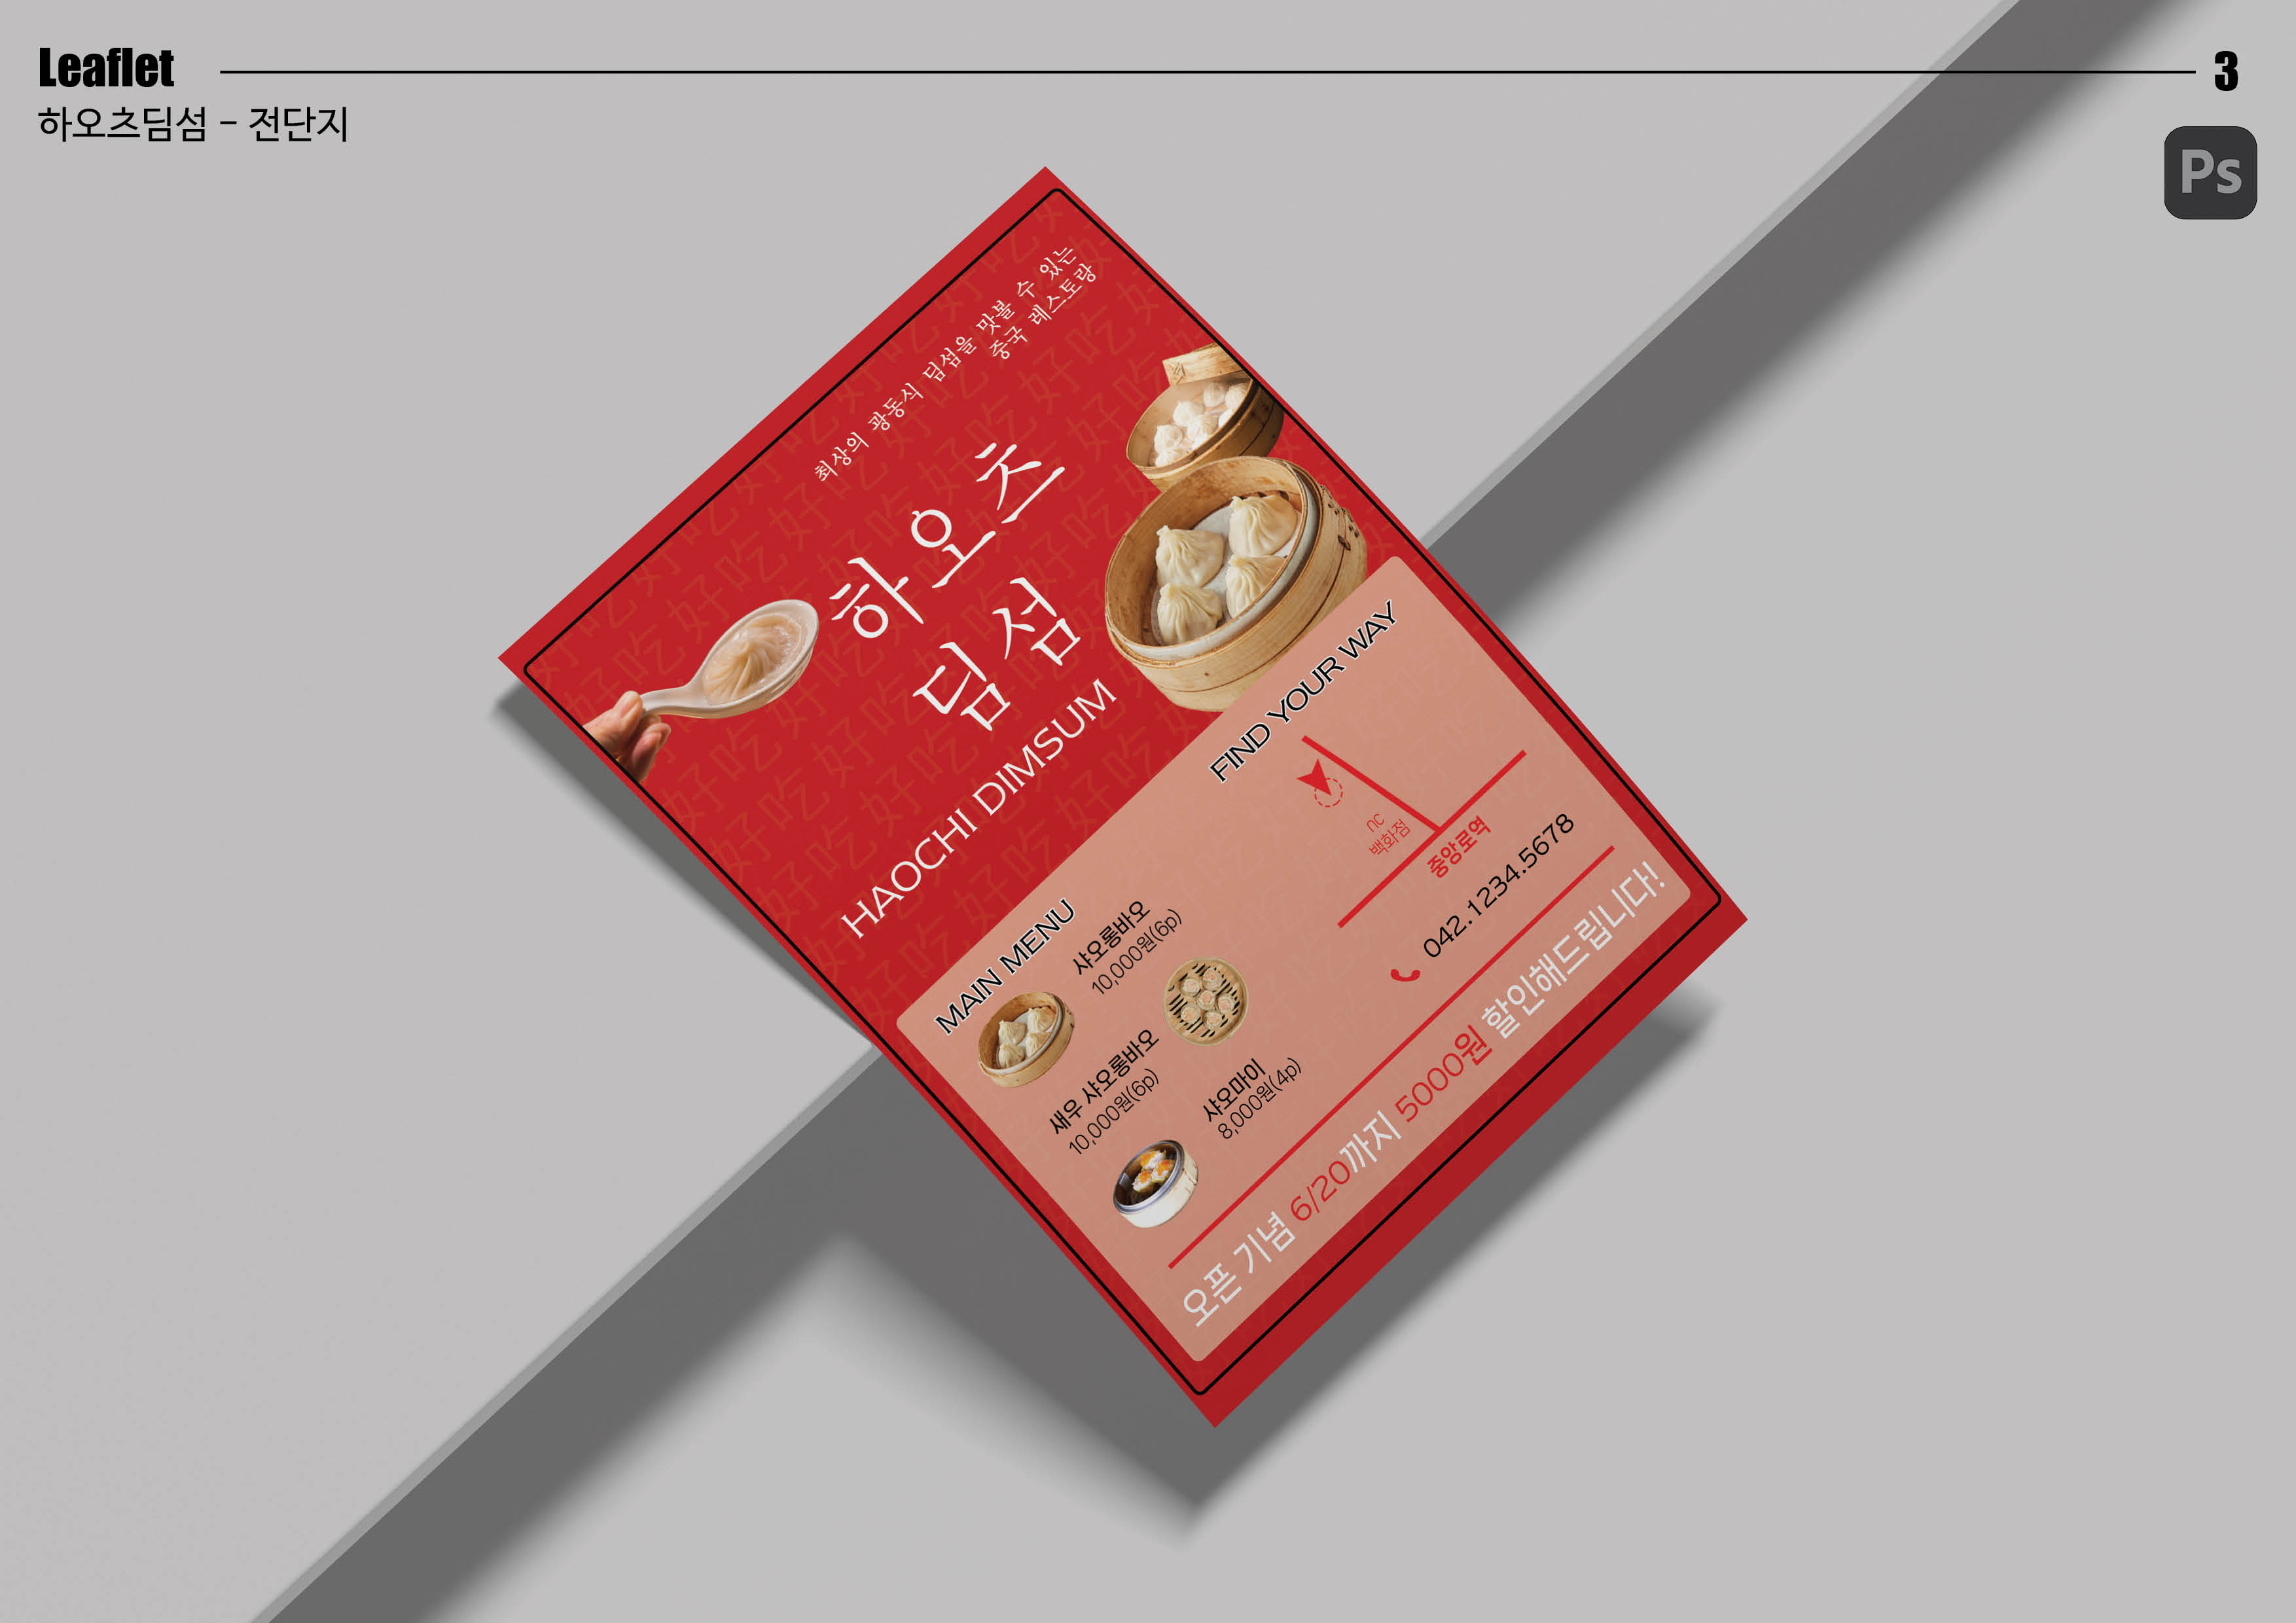 Leaflet
3
하오츠딤섬 - 전단지
Ps
최상의 광동식 딤섬을 맛볼 수 있는
중국 레스토랑
하오츠
딤섬
HAOCHI DIMSUM
MAIN MENU
샤오롱바오
10,000원(6p)
새우 샤오롱바오
10,000원(6p)
샤오마이
8,000원(4p)
FIND YOUR WAY
nc
백화점
중앙로역
042.1234.5678
오픈 기념 6/20까지 5000원 할인해드립니다!